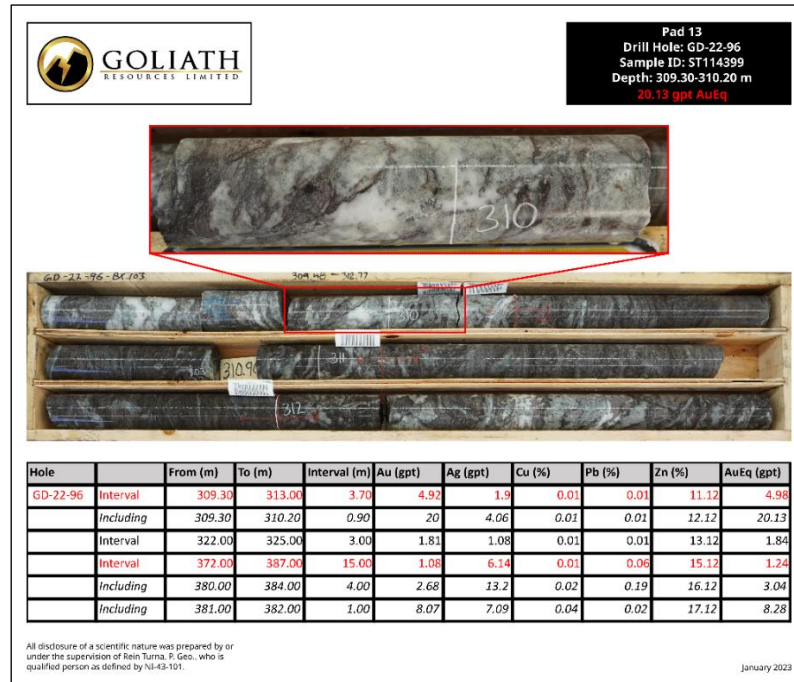 GOLIATH
RESOURCES LIMITED
Pad 13
Drill Hole: GD-22-96
Sample ID: ST114399
Depth: 309.30-310.20 m
20.13 gpt AuEq
310
GD-22-96-BX103
309.48 - 312.77
310
311
310.96
103
312
Hole From (m) To (m) Interval (m) Au (gpt) Ag (gpt) Cu (%) Pb (%) Zn (%) AuEq (gpt)
GD-22-96 Interval 309.30 313.00 3.70 4.92 1.9 0.01 0.01 11.12 4.98
Including 309.30 310.20 0.90 20 4.06 0.01 0.01 12.12 20.13
Interval 322.00 325.00 3.00 1.81 1.08 0.01 0.01 13.12 1.84
Interval 372.00 387.00 15.00 1.08 6.14 0.01 0.06 15.12 1.24
Including 380.00 384.00 4.00 2.68 13.2 0.02 0.19 16.12 3.04
Including 381.00 382.00 1.00 8.07 7.09 0.04 0.02 17.12 8.28
All disclosure of a scientific nature was prepared by or
under the supervision of Rein Turna, P. Geo., who is
qualified person as defined by NI-43-101.
January 2023